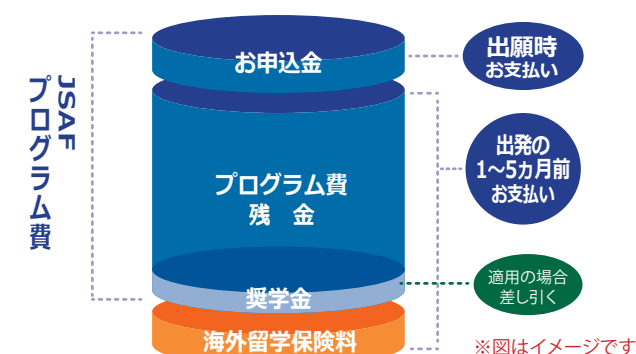 JSAF
プログラム費
お申込金
出願時
お支払い
プログラム費
残 金
出発の
1〜5ヵ月前
お支払い
奨学金
適用の場合
差し引く
海外留学保険料
※図はイメージです